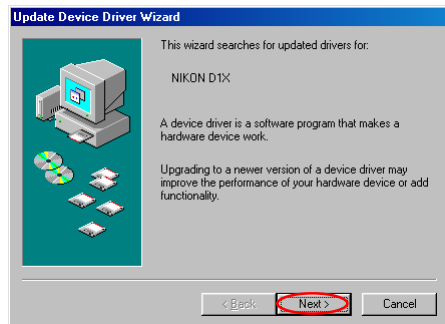 Update Device Driver Wizard
This wizard searches for updated drivers for:
NIKON D1X
A device driver is a software program that makes a
hardware device work.
Upgrading to a newer version of a device driver may
improve the performance of your hardware device or add
functionality.
< Back Next > Cancel